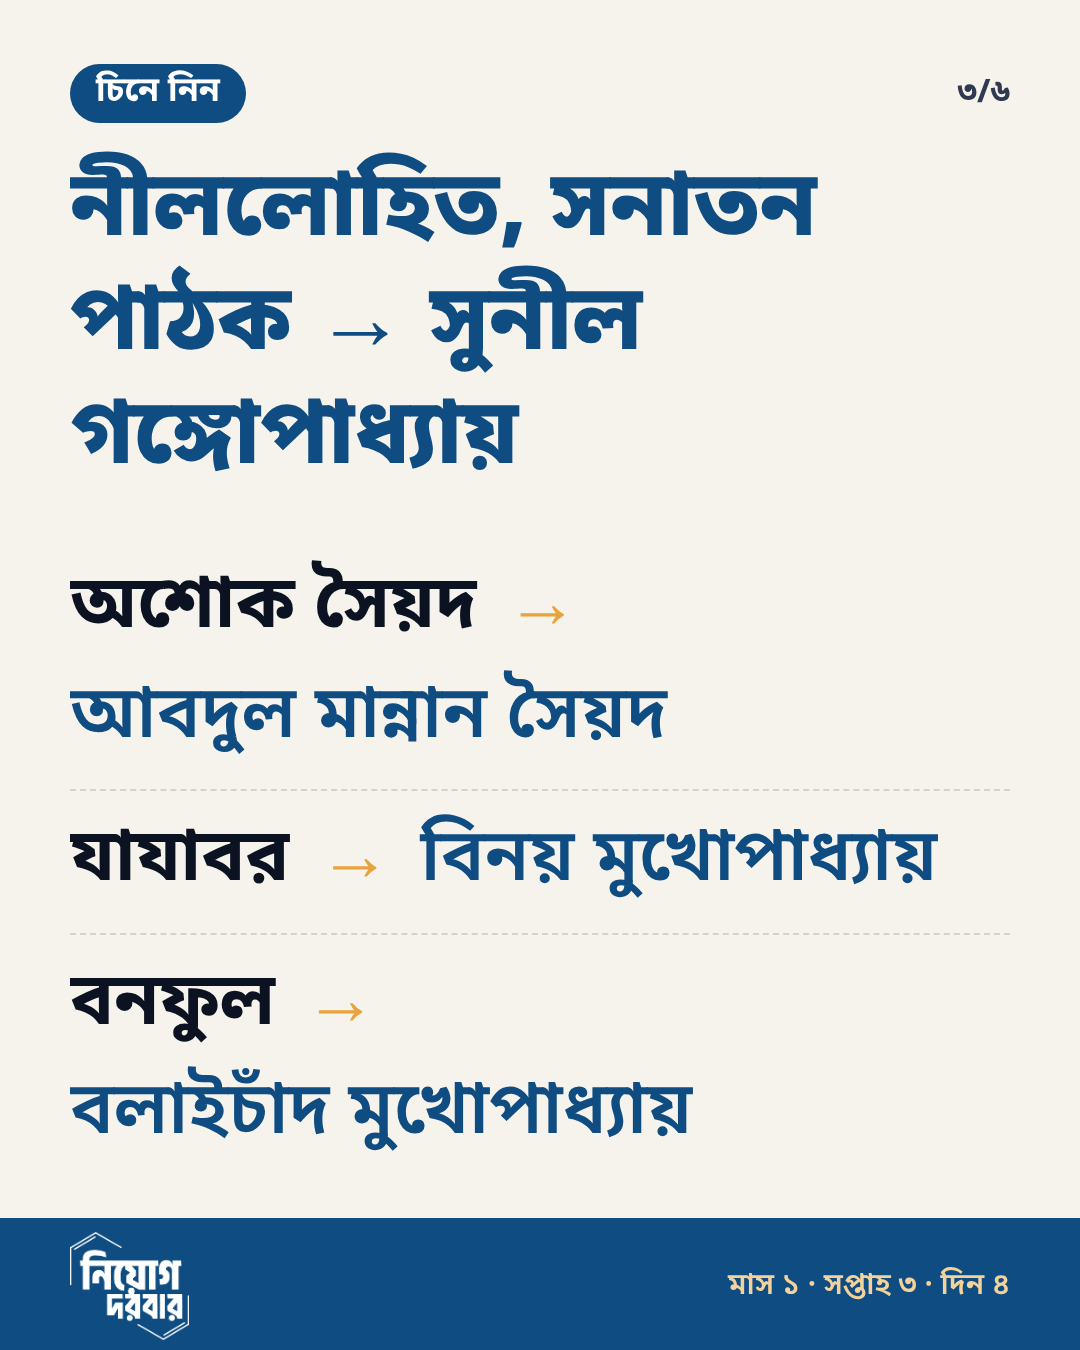 চিনে নিন
৩/৬
নীললোহিত, সনাতন
পাঠক → সুনীল
গঙ্গোপাধ্যায়
অশোক সৈয়দ →
আবদুল মান্নান সৈয়দ
যাযাবর → বিনয় মুখোপাধ্যায়
বনফুল →
বলাইচাঁদ মুখোপাধ্যায়
নিয়োগ
দরবার
মাস ১ · সপ্তাহ ৩ · দিন ৪